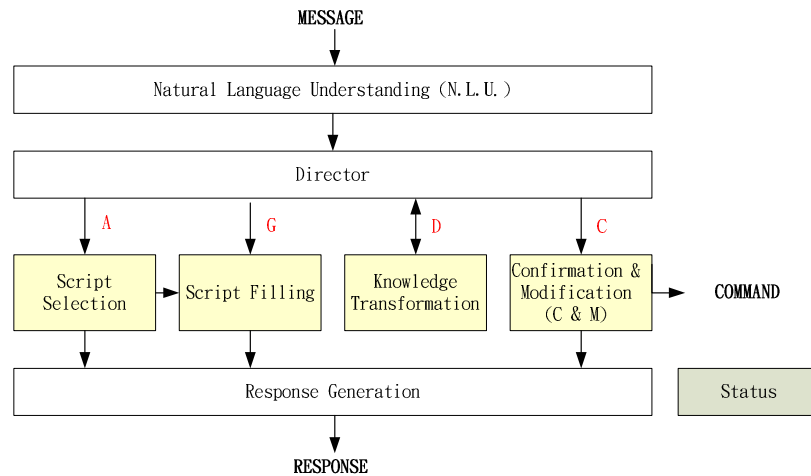 MESSAGE
Natural Language Understanding (N.L.U.)
Director
A
G
D
C
Script
Selection
Script Filling
Knowledge
Transformation
Confirmation &
Modification
(C & M)
COMMAND
Response Generation
Status
RESPONSE